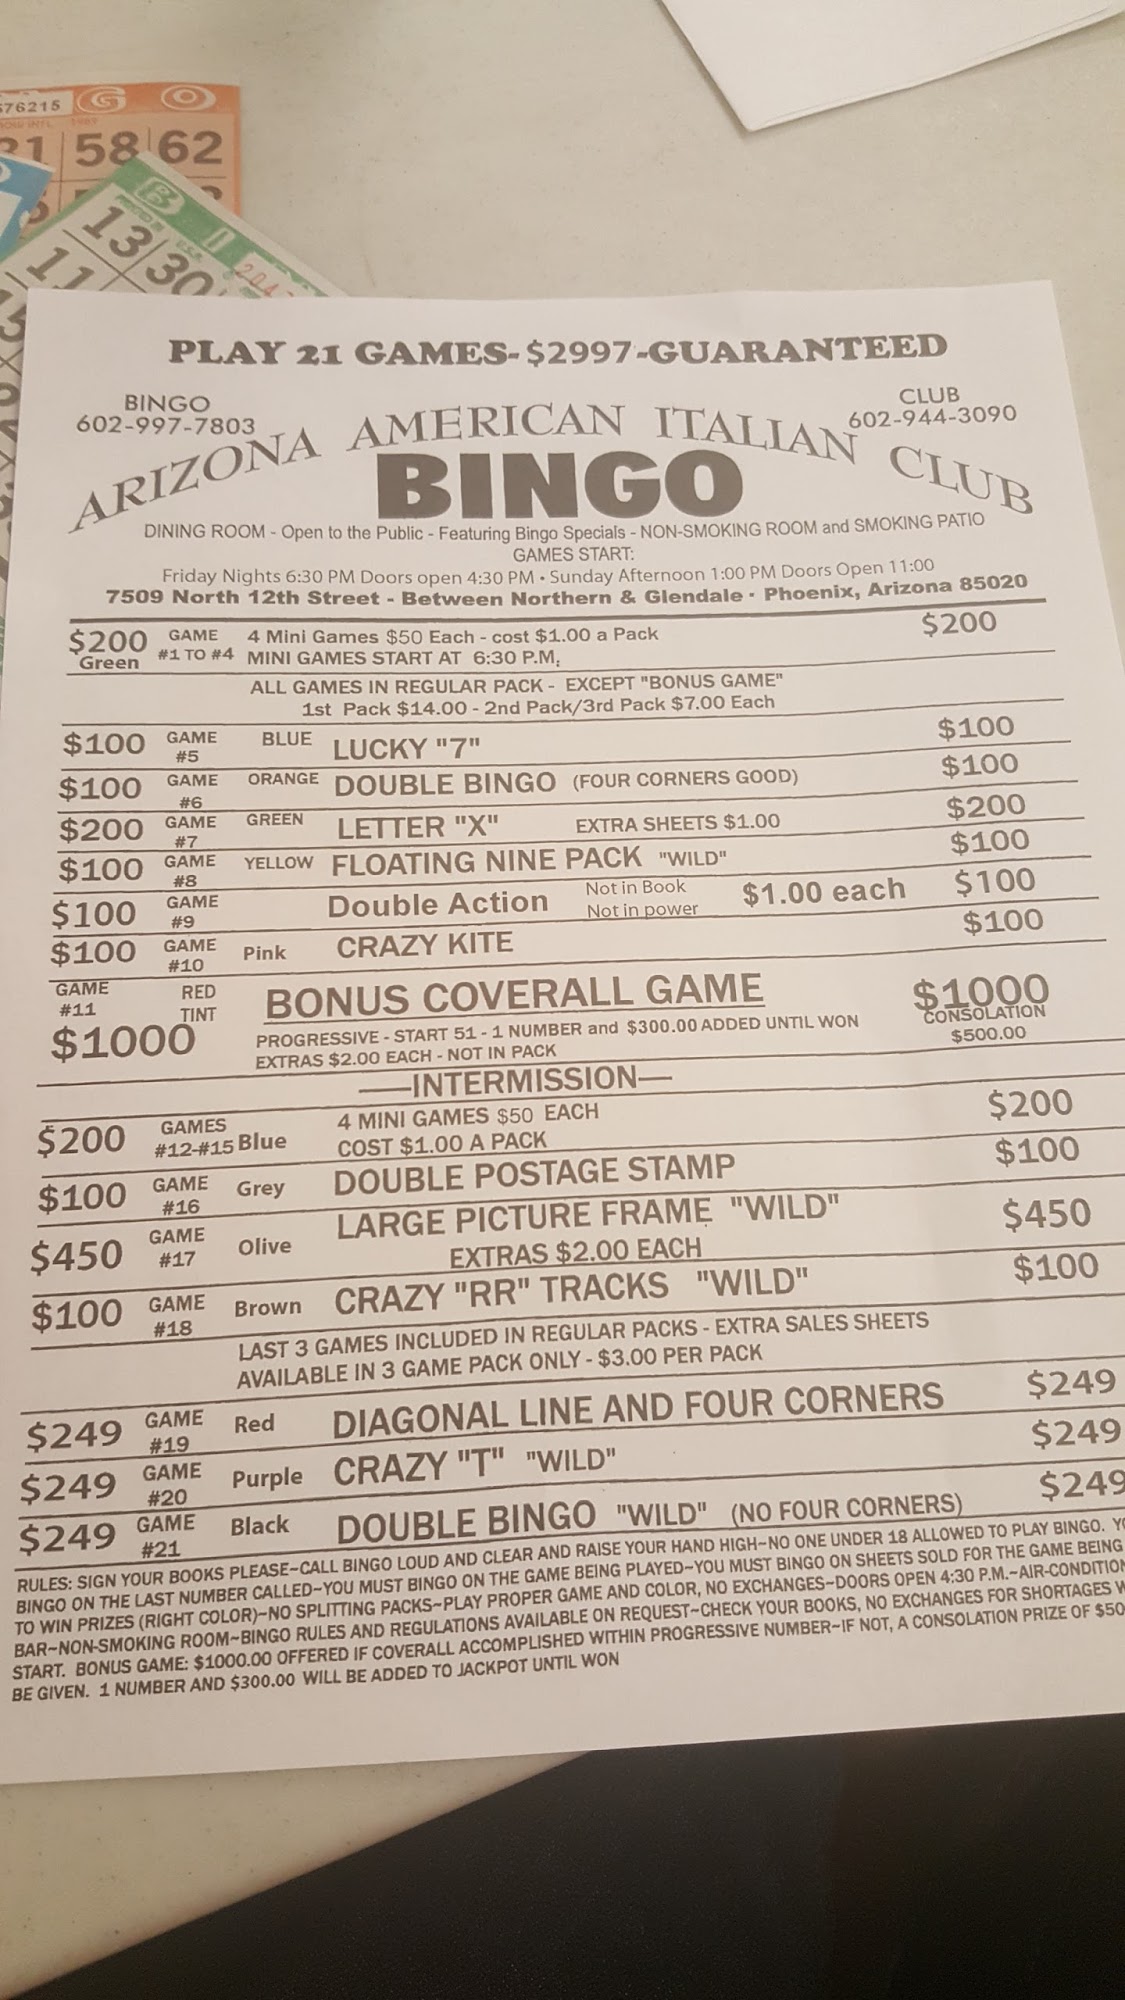 576215 G O
58 62
B I
13 30
11
PLAY 21 GAMES-$2997-GUARANTEED
BINGO
602-997-7803
CLUB
602-944-3090
ARIZONA AMERICAN ITALIAN CLUB
BINGO
DINING ROOM - Open to the Public - Featuring Bingo Specials - NON-SMOKING ROOM and SMOKING PATIO
GAMES START:
Friday Nights 6:30 PM Doors open 4:30 PM • Sunday Afternoon 1:00 PM Doors Open 11:00
7509 North 12th Street - Between Northern & Glendale • Phoenix, Arizona 85020
$200 GAME 4 Mini Games $50 Each - cost $1.00 a Pack $200
Green #1 TO #4 MINI GAMES START AT 6:30 P.M.
ALL GAMES IN REGULAR PACK - EXCEPT "BONUS GAME"
1st Pack $14.00 - 2nd Pack/3rd Pack $7.00 Each
$100 GAME #5 BLUE LUCKY "7" $100
$100 GAME #6 ORANGE DOUBLE BINGO (FOUR CORNERS GOOD) $100
$200 GAME #7 GREEN LETTER "X" EXTRA SHEETS $1.00 $200
$100 GAME #8 YELLOW FLOATING NINE PACK "WILD" $100
$100 GAME #9 Double Action Not in Book Not in power $1.00 each $100
$100 GAME #10 Pink CRAZY KITE $100
GAME #11 RED TINT BONUS COVERALL GAME $1000
$1000 PROGRESSIVE - START 51 - 1 NUMBER and $300.00 ADDED UNTIL WON CONSOLATION
EXTRAS $2.00 EACH - NOT IN PACK $500.00
—INTERMISSION—
$200 GAMES #12-#15 Blue 4 MINI GAMES $50 EACH $200
COST $1.00 A PACK
$100 GAME #16 Grey DOUBLE POSTAGE STAMP $100
$450 GAME #17 Olive LARGE PICTURE FRAME "WILD" $450
EXTRAS $2.00 EACH
$100 GAME #18 Brown CRAZY "RR" TRACKS "WILD" $100
LAST 3 GAMES INCLUDED IN REGULAR PACKS - EXTRA SALES SHEETS
AVAILABLE IN 3 GAME PACK ONLY - $3.00 PER PACK
$249 GAME #19 Red DIAGONAL LINE AND FOUR CORNERS $249
$249 GAME #20 Purple CRAZY "T" "WILD" $249
$249 GAME #21 Black DOUBLE BINGO "WILD" (NO FOUR CORNERS) $249
RULES: SIGN YOUR BOOKS PLEASE~CALL BINGO LOUD AND CLEAR AND RAISE YOUR HAND HIGH~NO ONE UNDER 18 ALLOWED TO PLAY BINGO.
BINGO ON THE LAST NUMBER CALLED~YOU MUST BINGO ON THE GAME BEING PLAYED~YOU MUST BINGO ON SHEETS SOLD FOR THE GAME BEING
TO WIN PRIZES (RIGHT COLOR)~NO SPLITTING PACKS~PLAY PROPER GAME AND COLOR, NO EXCHANGES~DOORS OPEN 4:30 P.M.~AIR-CONDITION
BAR~NON-SMOKING ROOM~BINGO RULES AND REGULATIONS AVAILABLE ON REQUEST~CHECK YOUR BOOKS, NO EXCHANGES FOR SHORTAGES
START. BONUS GAME: $1000.00 OFFERED IF COVERALL ACCOMPLISHED WITHIN PROGRESSIVE NUMBER~IF NOT, A CONSOLATION PRIZE OF $50
BE GIVEN. 1 NUMBER AND $300.00 WILL BE ADDED TO JACKPOT UNTIL WON